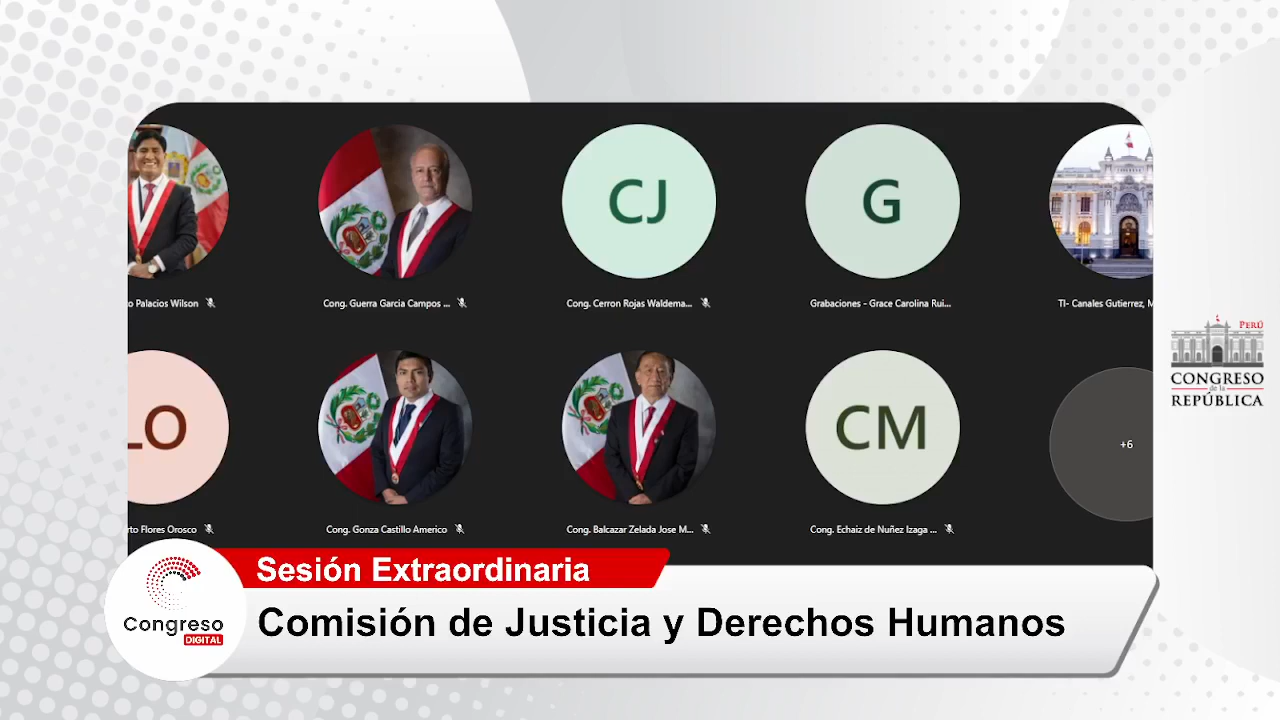 CJ
G
o Palacios Wilson
Cong. Guerra Garcia Campos ...
Cong. Cerron Rojas Waldema...
Grabaciones - Grace Carolina Rui...
TI- Canales Gutierrez, M
PERÚ
CONGRESO
de la
REPÚBLICA
LO
CM
+6
rto Flores Orosco
Cong. Gonza Castillo Americo
Cong. Balcazar Zelada Jose M...
Cong. Echaiz de Nuñez Izaga ...
Sesión Extraordinaria
Comisión de Justicia y Derechos Humanos
Congreso
DIGITAL